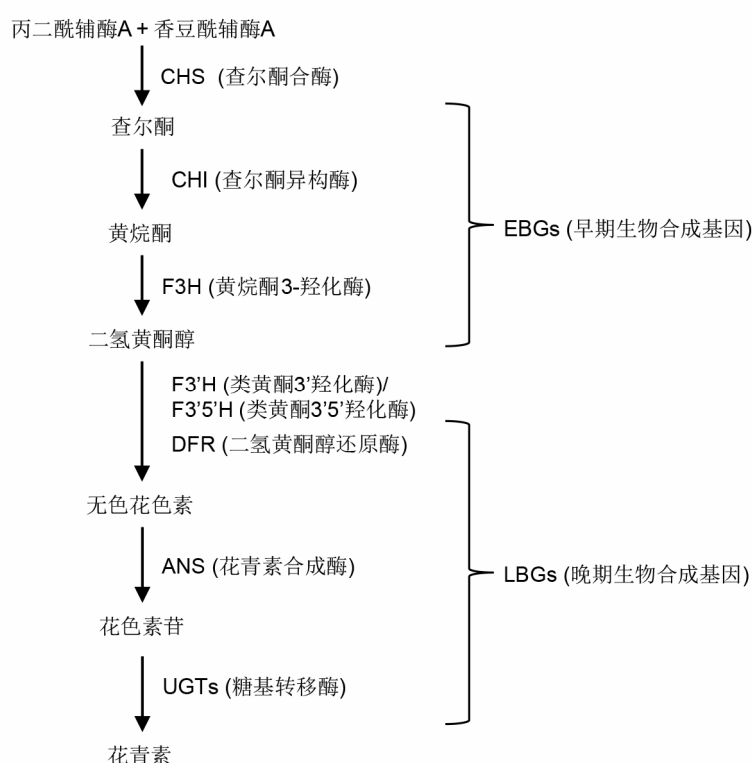 丙二酰辅酶A + 香豆酰辅酶A
CHS (查尔酮合酶)
查尔酮
CHI (查尔酮异构酶)
黄烷酮
EBGs (早期生物合成基因)
F3H (黄烷酮3-羟化酶)
二氢黄酮醇
F3’H (类黄酮3’羟化酶)/
F3’5’H (类黄酮3’5’羟化酶)
DFR (二氢黄酮醇还原酶)
无色花色素
ANS (花青素合成酶)
LBGs (晚期生物合成基因)
花色素苷
UGTs (糖基转移酶)
花青素